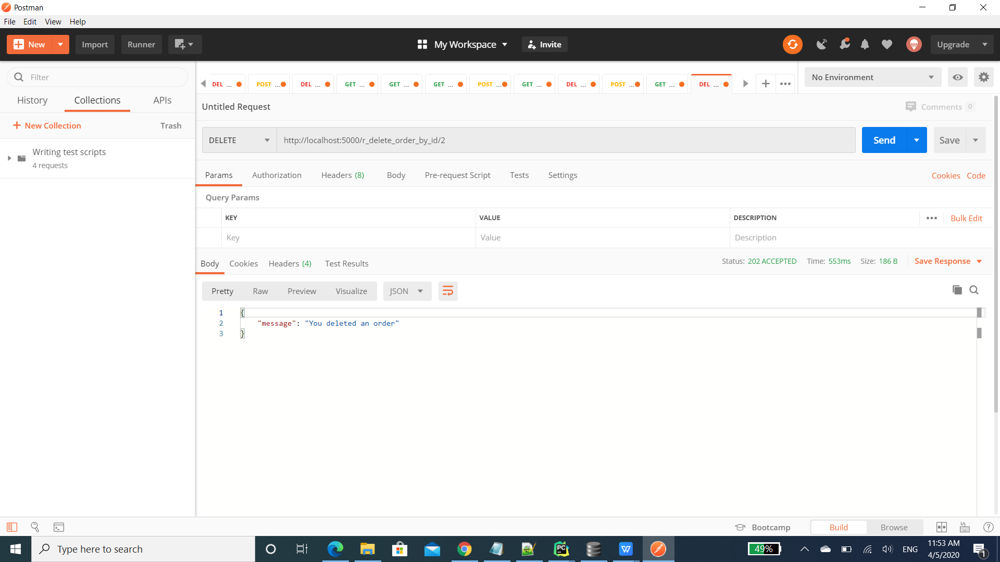 Postman
File Edit View Help
New Import Runner My Workspace Invite Upgrade
Filter
History Collections APIs
New Collection Trash
Writing test scripts
4 requests
DEL ... POST ... DEL ... GET ... GET ... GET ... POST ... GET ... DEL ... POST ... GET ... DEL ...
No Environment
Untitled Request Comments 0
DELETE http://localhost:5000/r_delete_order_by_id/2 Send Save
Params Authorization Headers (8) Body Pre-request Script Tests Settings Cookies Code
Query Params
KEY VALUE DESCRIPTION Bulk Edit
Key Value Description
Body Cookies Headers (4) Test Results Status: 202 ACCEPTED Time: 553ms Size: 186 B Save Response
Pretty Raw Preview Visualize JSON
1 {
2 "message": "You deleted an order"
3 }
Bootcamp Build Browse
Type here to search
PC
W
49%
ENG
11:53 AM
4/5/2020
1